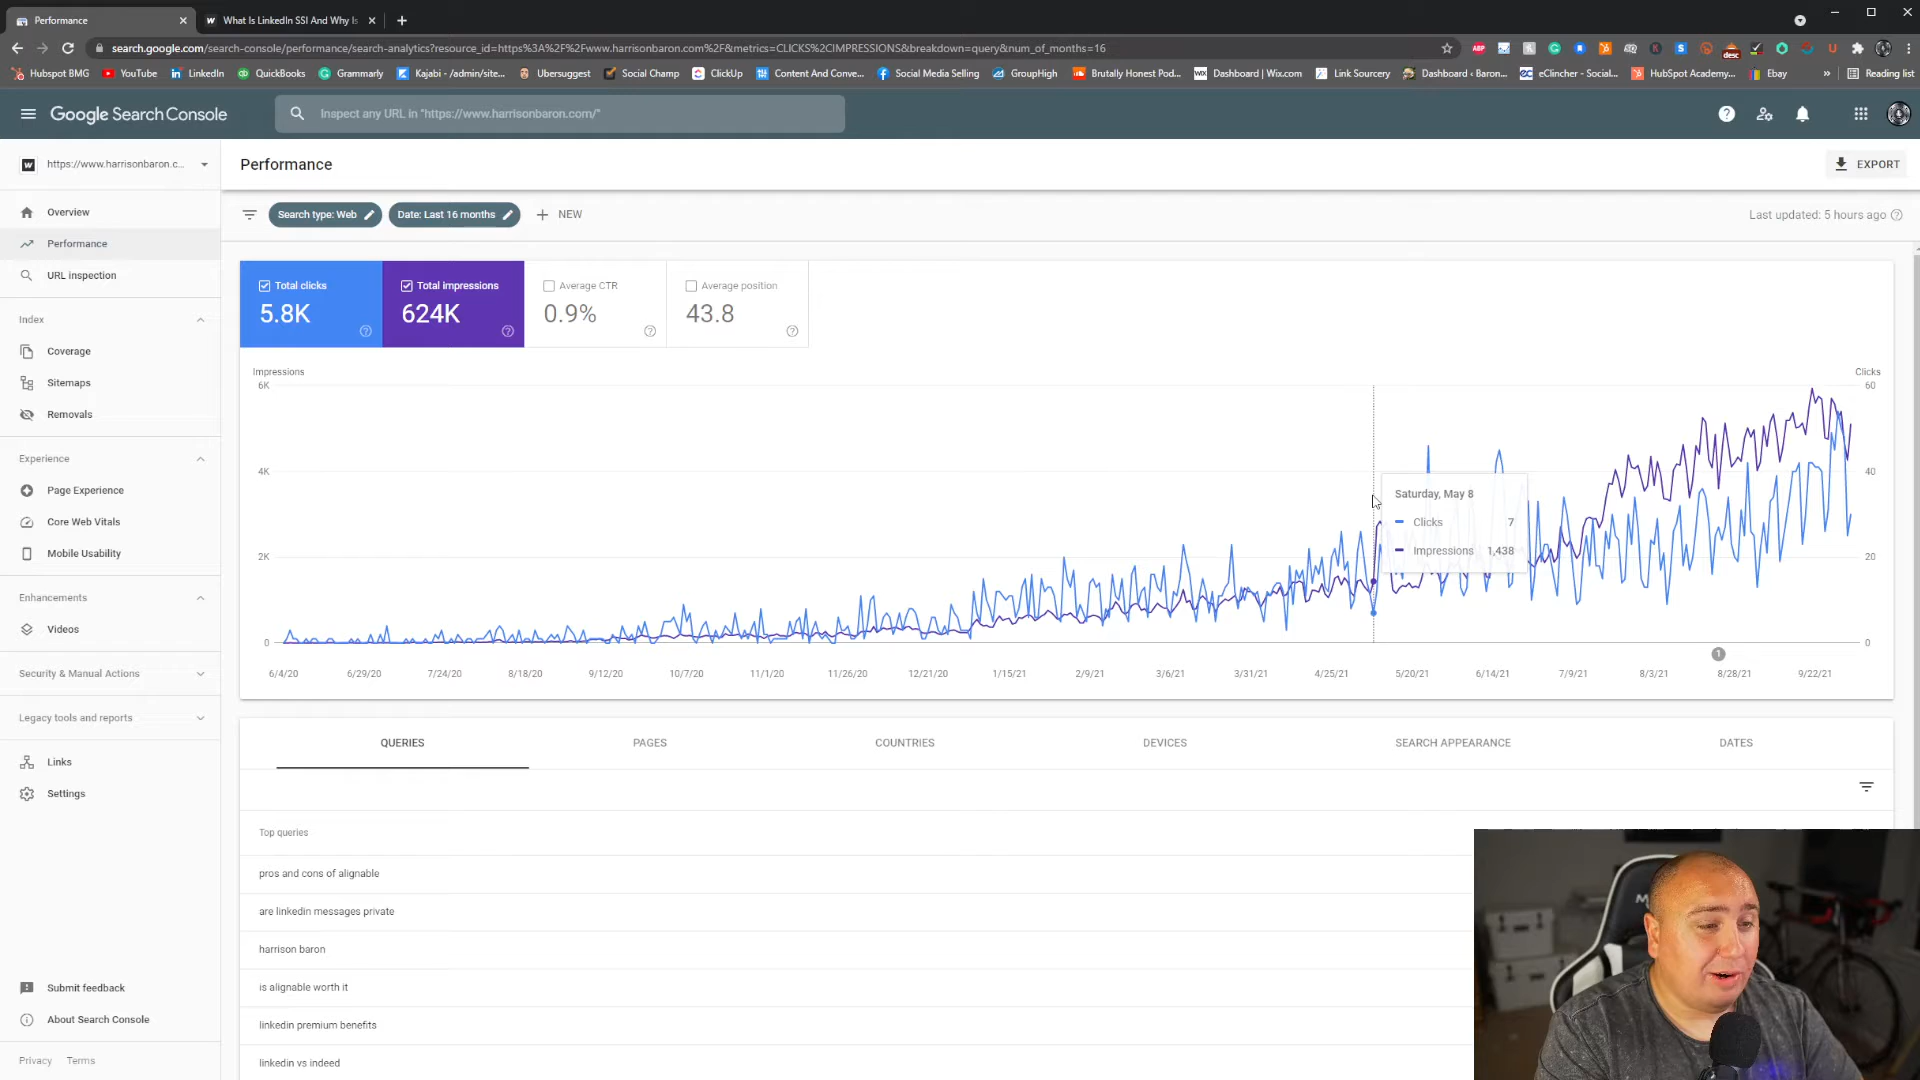 Performance
What Is LinkedIn SSI And Why Is
search.google.com/search-console/performance/search-analytics?resource_id=https%3A%2F%2Fwww.harrisonbaron.com%2F&metrics=CLICKS%2CIMPRESSIONS&breakdown=query&num_of_months=16
Hubspot BMG
YouTube
LinkedIn
QuickBooks
Grammarly
Kajabi - /admin/site...
Ubersuggest
Social Champ
ClickUp
Content And Conve...
Social Media Selling
GroupHigh
Brutally Honest Pod...
Dashboard | Wix.com
Link Sourcery
Dashboard ‹ Baron...
eClincher - Social...
HubSpot Academy...
Ebay
»
Reading list
Google Search Console
Inspect any URL in "https://www.harrisonbaron.com/"
https://www.harrisonbaron.c...
Performance
EXPORT
Overview
Performance
URL inspection
Index
Coverage
Sitemaps
Removals
Experience
Page Experience
Core Web Vitals
Mobile Usability
Enhancements
Videos
Security & Manual Actions
Legacy tools and reports
Links
Settings
Submit feedback
About Search Console
Privacy Terms
Search type: Web
Date: Last 16 months
+ NEW
Last updated: 5 hours ago
Total clicks
5.8K
Total impressions
624K
Average CTR
0.9%
Average position
43.8
Impressions
Clicks
6K
4K
2K
0
60
40
20
0
Saturday, May 8
Clicks 7
Impressions 1,438
1
6/4/20 6/29/20 7/24/20 8/18/20 9/12/20 10/7/20 11/1/20 11/26/20 12/21/20 1/15/21 2/9/21 3/6/21 3/31/21 4/25/21 5/20/21 6/14/21 7/9/21 8/3/21 8/28/21 9/22/21
QUERIES PAGES COUNTRIES DEVICES SEARCH APPEARANCE DATES
Top queries
pros and cons of alignable
are linkedin messages private
harrison baron
is alignable worth it
linkedin premium benefits
linkedin vs indeed